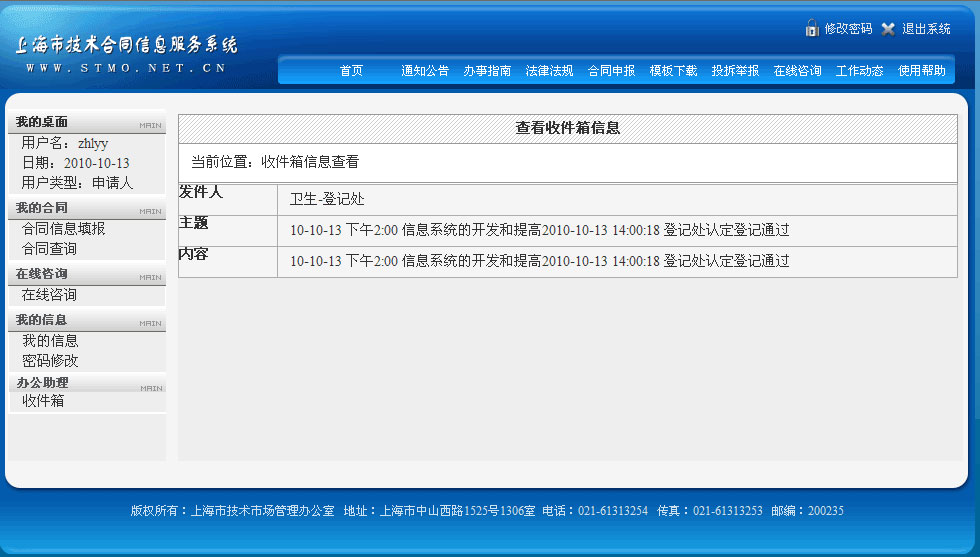 上海市技术合同信息服务系统
WWW.STMO.NET.CN
修改密码 退出系统
首页 通知公告 办事指南 法律法规 合同申报 模板下载 投拆举报 在线咨询 工作动态 使用帮助
我的桌面 MAIN
用户名：zhlyy
日期：2010-10-13
用户类型：申请人
我的合同 MAIN
合同信息填报
合同查询
在线咨询 MAIN
在线咨询
我的信息 MAIN
我的信息
密码修改
办公助理 MAIN
收件箱
查看收件箱信息
当前位置：收件箱信息查看
发件人 卫生-登记处
主题 10-10-13 下午2:00 信息系统的开发和提高2010-10-13 14:00:18 登记处认定登记通过
内容 10-10-13 下午2:00 信息系统的开发和提高2010-10-13 14:00:18 登记处认定登记通过
版权所有：上海市技术市场管理办公室 地址：上海市中山西路1525号1306室 电话：021-61313254 传真：021-61313253 邮编：200235